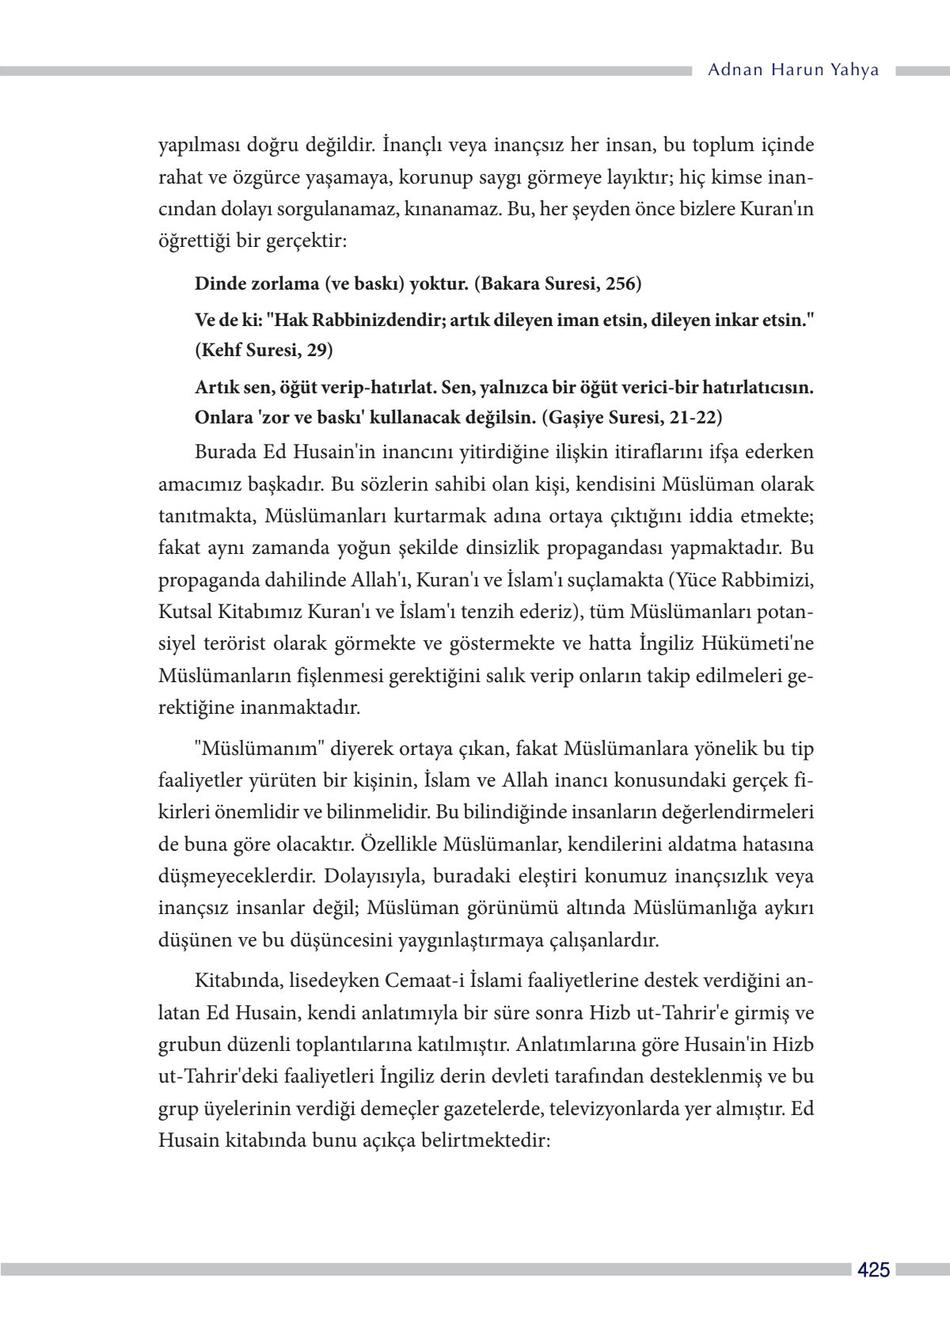 Adnan Harun Yahya
yapılması doğru değildir. İnançlı veya inançsız her insan, bu toplum içinde
rahat ve özgürce yaşamaya, korunup saygı görmeye layıktır; hiç kimse inan-
cından dolayı sorgulanamaz, kınanamaz. Bu, her şeyden önce bizlere Kuran'ın
öğrettiği bir gerçektir:
Dinde zorlama (ve baskı) yoktur. (Bakara Suresi, 256)
Ve de ki: "Hak Rabbinizdendir; artık dileyen iman etsin, dileyen inkar etsin."
(Kehf Suresi, 29)
Artık sen, öğüt verip-hatırlat. Sen, yalnızca bir öğüt verici-bir hatırlatıcısın.
Onlara 'zor ve baskı' kullanacak değilsin. (Gaşiye Suresi, 21-22)
Burada Ed Husain'in inancını yitirdiğine ilişkin itiraflarını ifşa ederken
amacımız başkadır. Bu sözlerin sahibi olan kişi, kendisini Müslüman olarak
tanıtmakta, Müslümanları kurtarmak adına ortaya çıktığını iddia etmekte;
fakat aynı zamanda yoğun şekilde dinsizlik propagandası yapmaktadır. Bu
propaganda dahilinde Allah'ı, Kuran'ı ve İslam'ı suçlamakta (Yüce Rabbimizi,
Kutsal Kitabımız Kuran'ı ve İslam'ı tenzih ederiz), tüm Müslümanları potan-
siyel terörist olarak görmekte ve göstermekte ve hatta İngiliz Hükümeti'ne
Müslümanların fişlenmesi gerektiğini salık verip onların takip edilmeleri ge-
rektiğine inanmaktadır.
"Müslümanım" diyerek ortaya çıkan, fakat Müslümanlara yönelik bu tip
faaliyetler yürüten bir kişinin, İslam ve Allah inancı konusundaki gerçek fi-
kirleri önemlidir ve bilinmelidir. Bu bilindiğinde insanların değerlendirmeleri
de buna göre olacaktır. Özellikle Müslümanlar, kendilerini aldatma hatasına
düşmeyeceklerdir. Dolayısıyla, buradaki eleştiri konumuz inançsızlık veya
inançsız insanlar değil; Müslüman görünümü altında Müslümanlığa aykırı
düşünen ve bu düşüncesini yaygınlaştırmaya çalışanlardır.
Kitabında, lisedeyken Cemaat-i İslami faaliyetlerine destek verdiğini an-
latan Ed Husain, kendi anlatımıyla bir süre sonra Hizb ut-Tahrir'e girmiş ve
grubun düzenli toplantılarına katılmıştır. Anlatımlarına göre Husain'in Hizb
ut-Tahrir'deki faaliyetleri İngiliz derin devleti tarafından desteklenmiş ve bu
grup üyelerinin verdiği demeçler gazetelerde, televizyonlarda yer almıştır. Ed
Husain kitabında bunu açıkça belirtmektedir:
425